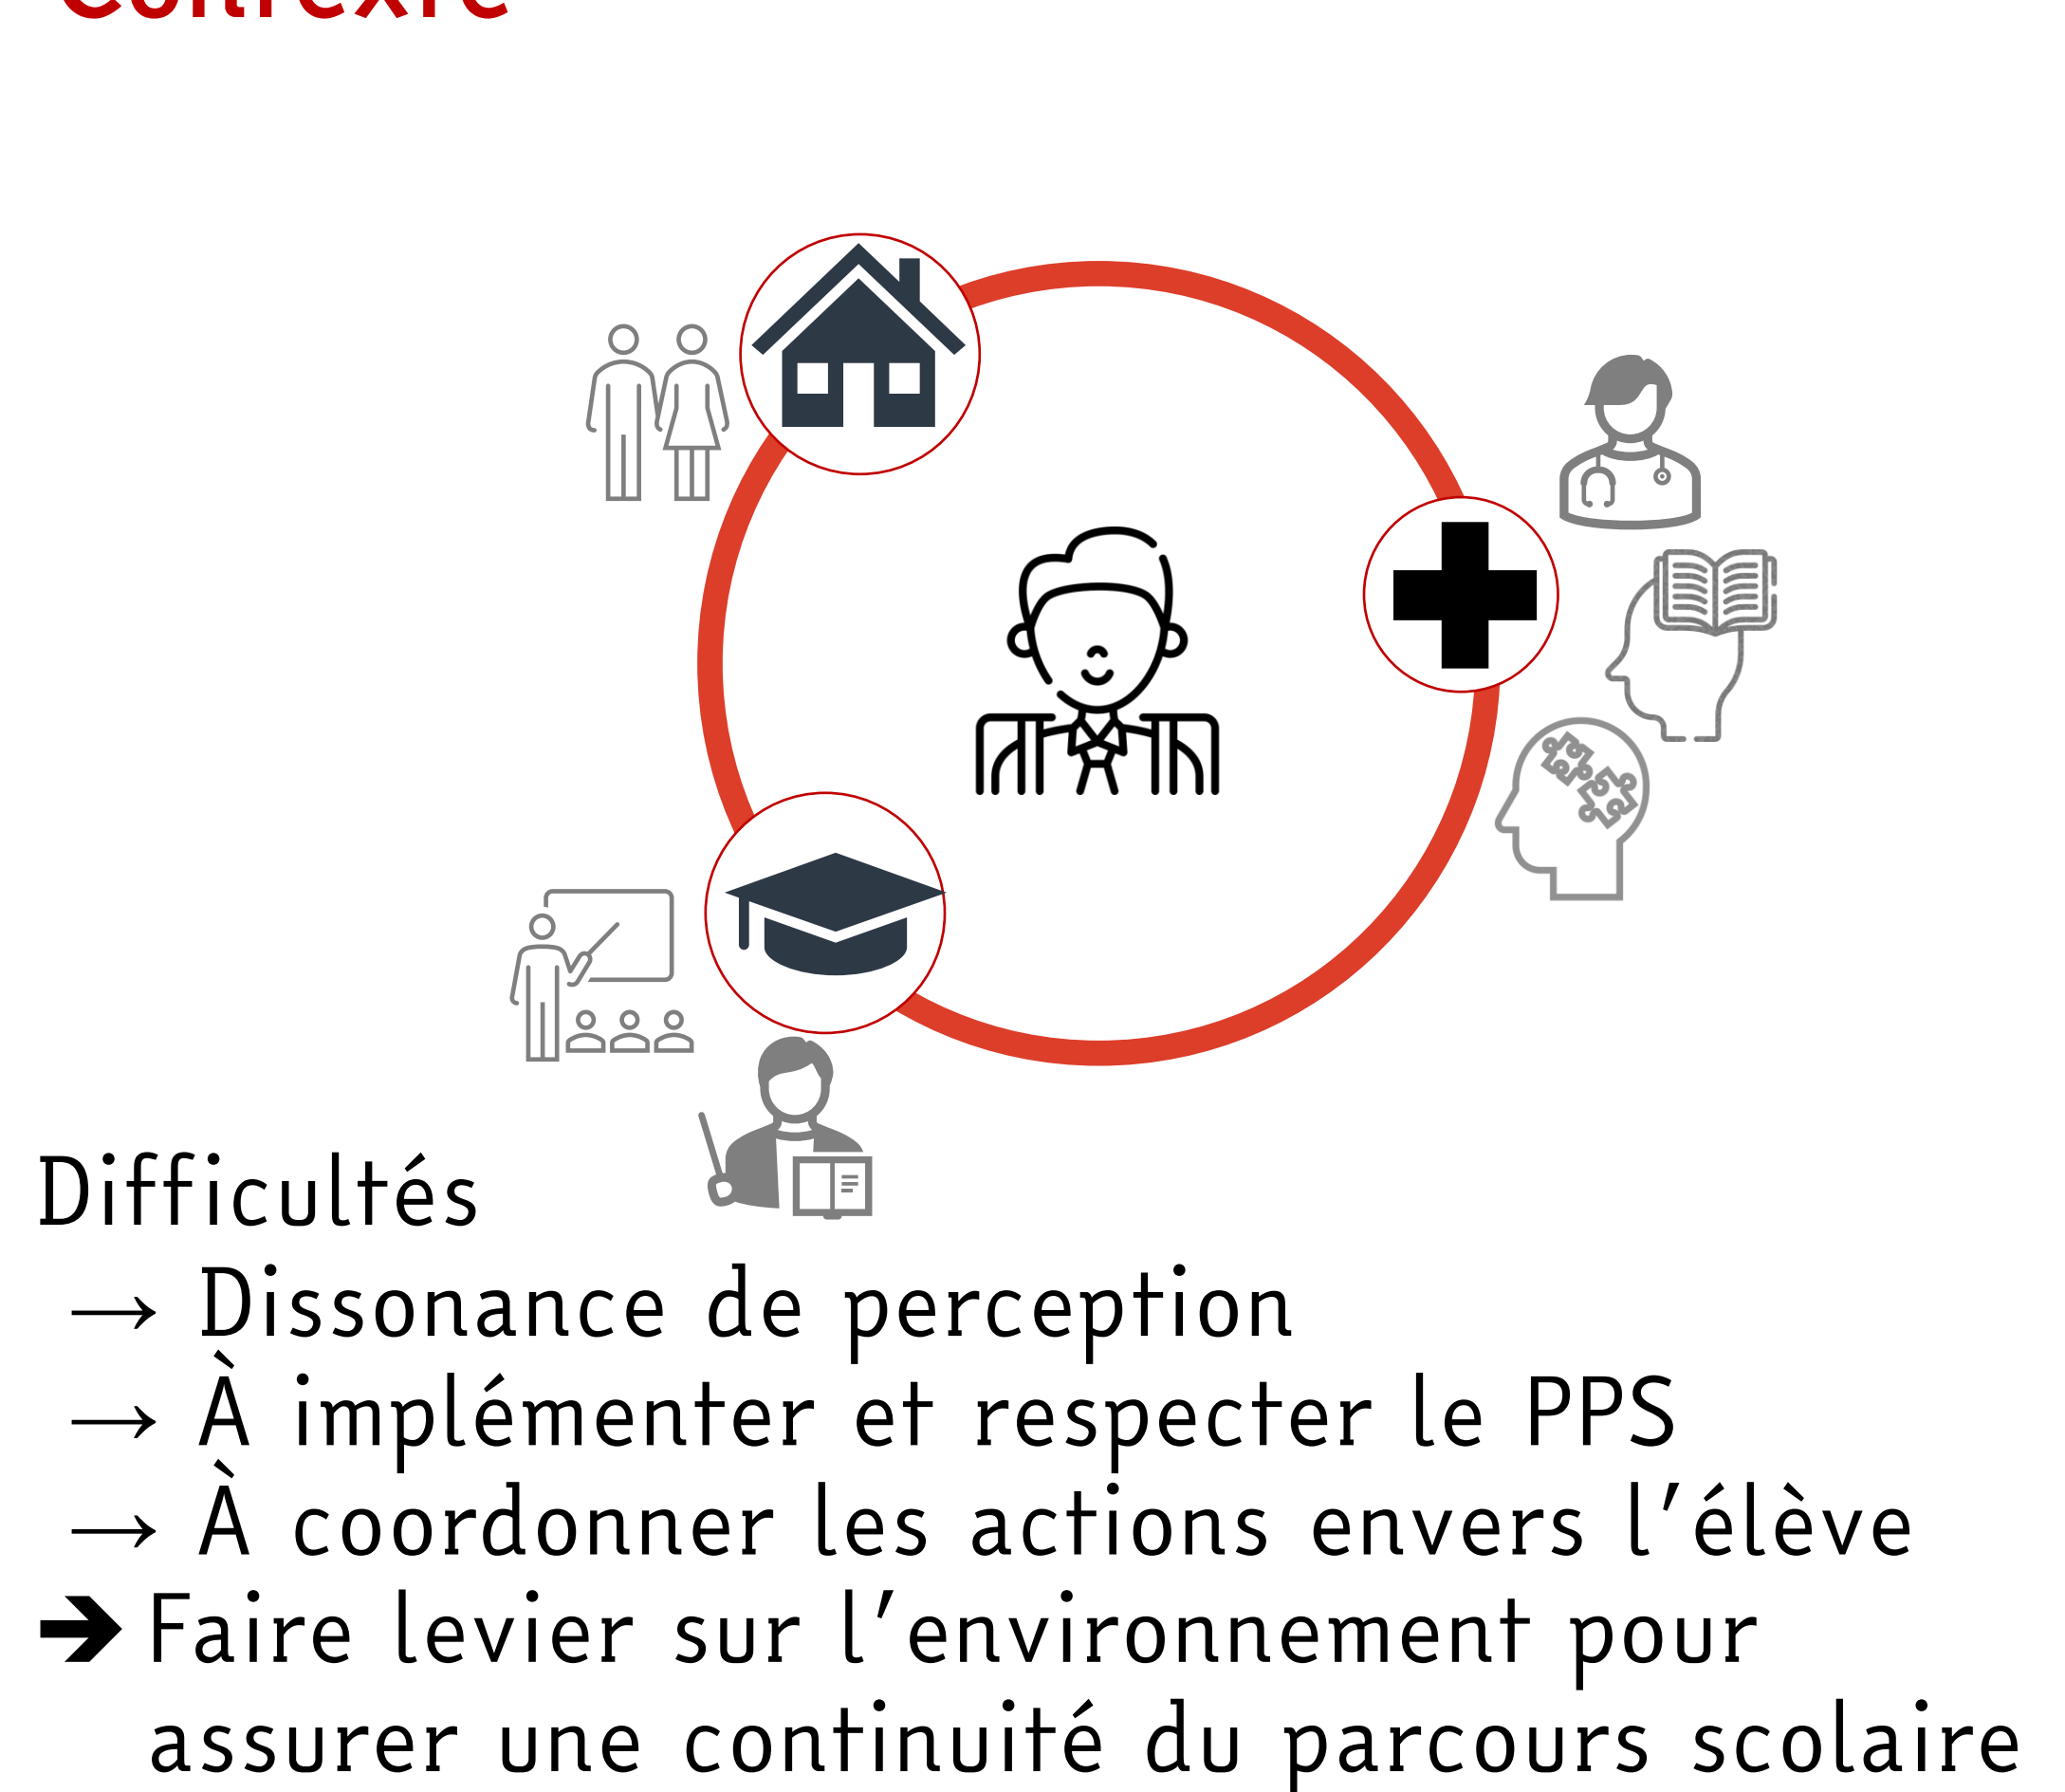 Contexte
Difficultés
→ Dissonance de perception
→ À implémenter et respecter le PPS
→ À coordonner les actions envers l'élève
➔ Faire levier sur l'environnement pour
assurer une continuité du parcours scolaire